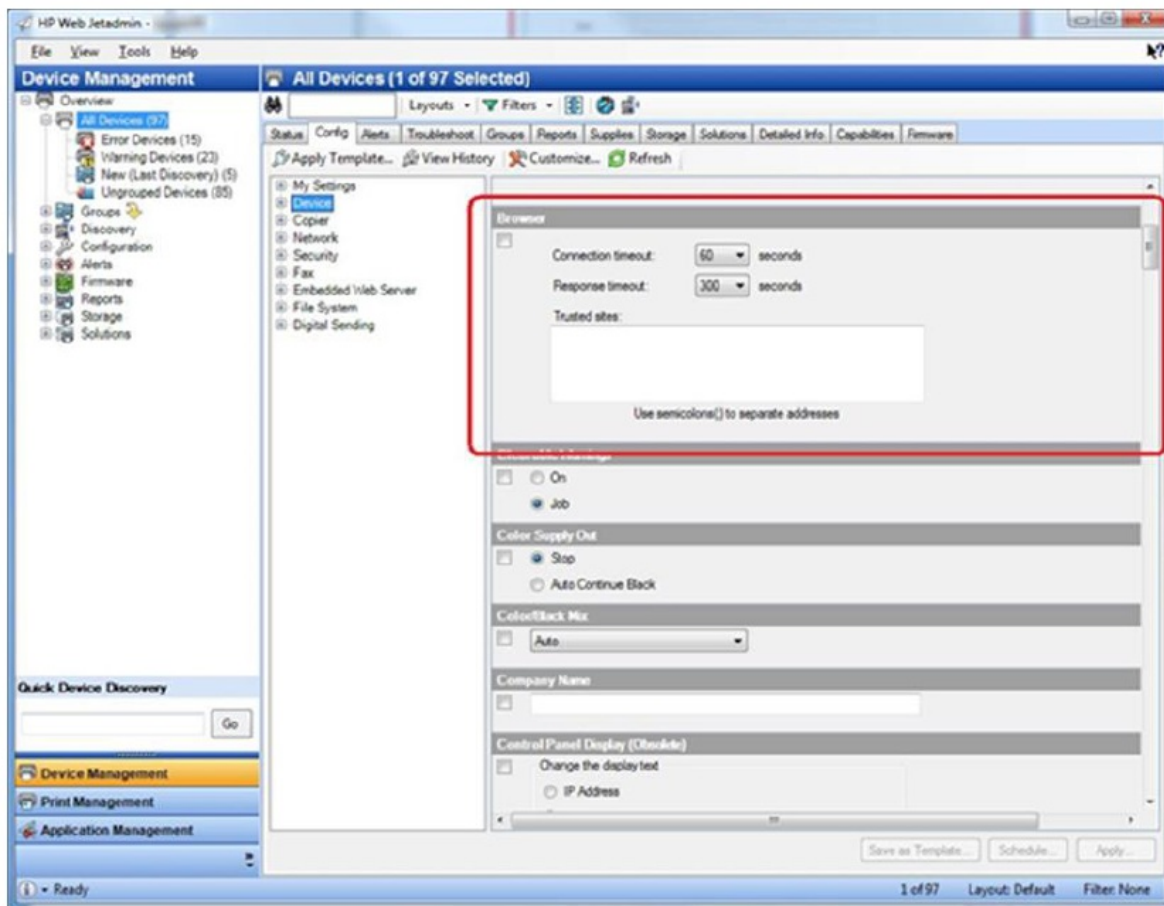 HP Web Jetadmin -
File View Tools Help
Device Management
All Devices (1 of 97 Selected)
Overview
All Devices (97)
Error Devices (15)
Warning Devices (23)
New (Last Discovery) (5)
Ungrouped Devices (85)
Groups
Discovery
Configuration
Alerts
Firmware
Reports
Storage
Solutions
Layouts Filters
Status Config Alerts Troubleshoot Groups Reports Supplies Storage Solutions Detailed Info Capabilities Firmware
Apply Template... View History Customize... Refresh
My Settings
Device
Copier
Network
Security
Fax
Embedded Web Server
File System
Digital Sending
Browser
Connection timeout: 60 seconds
Response timeout: 300 seconds
Trusted sites:
Use semicolons(;) to separate addresses
Clearable Warnings
On
Job
Color Supply Out
Stop
Auto Continue Black
Color/Black Mix
Auto
Company Name
Control Panel Display (Obsolete)
Change the display text
IP Address
Quick Device Discovery
Go
Device Management
Print Management
Application Management
Save as Template... Schedule... Apply...
Ready
1 of 97 Layout: Default Filter: None